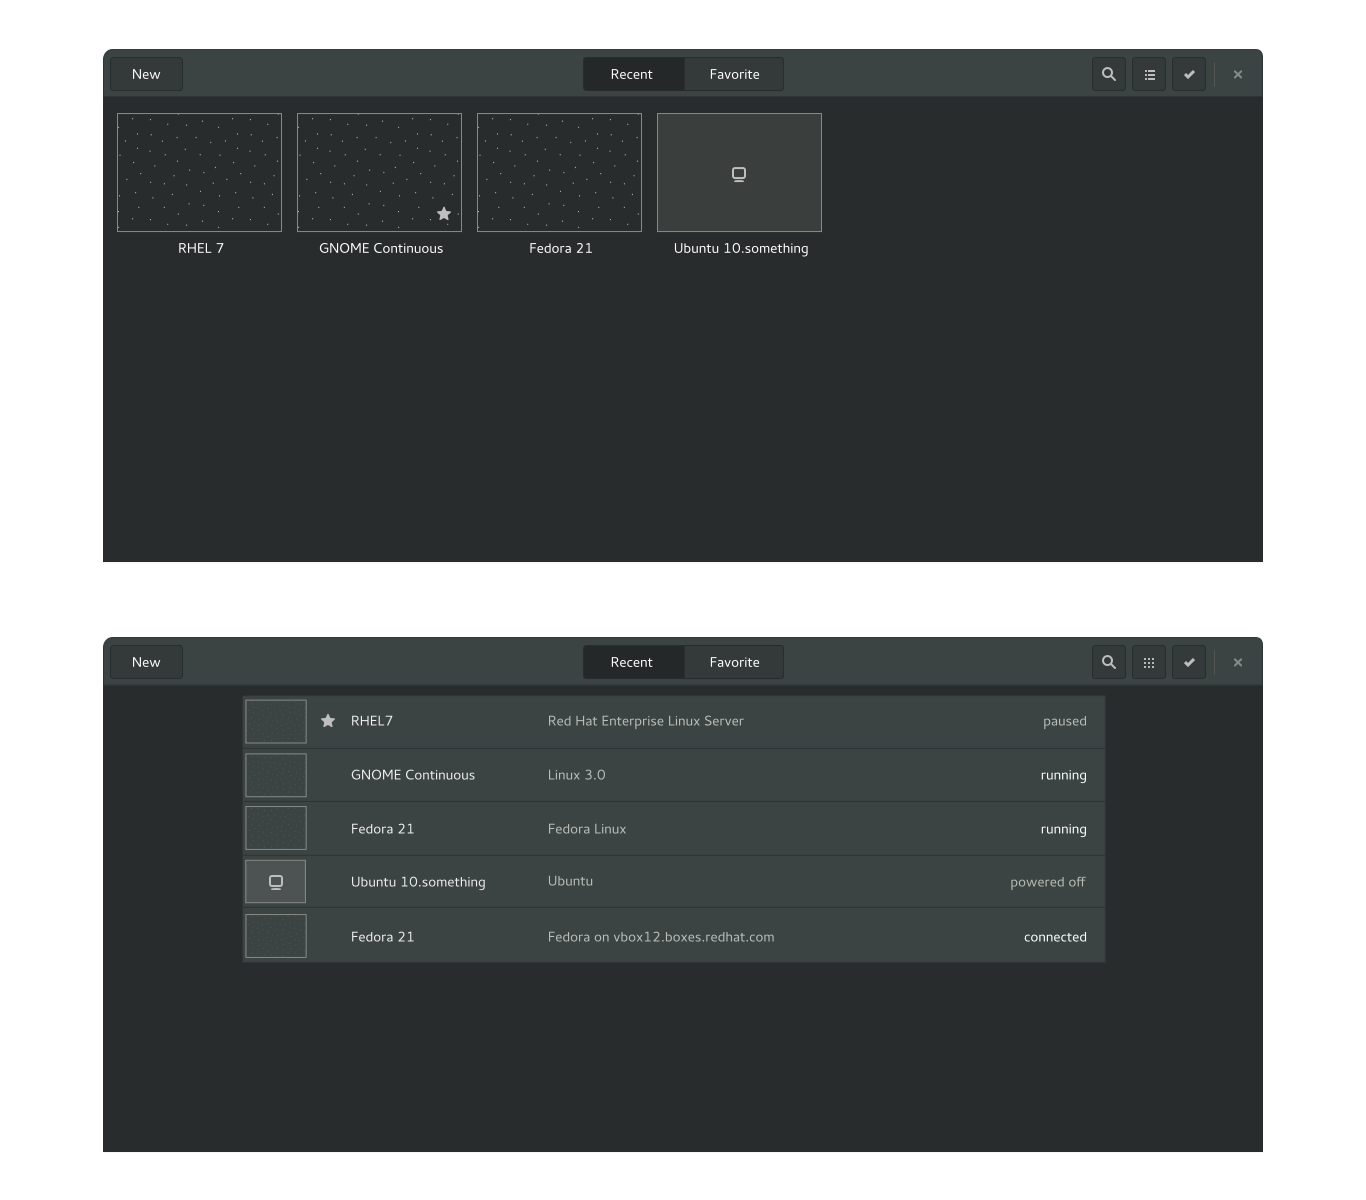 New Recent Favorite
RHEL 7 GNOME Continuous Fedora 21 Ubuntu 10.something
New Recent Favorite
RHEL7 Red Hat Enterprise Linux Server paused
GNOME Continuous Linux 3.0 running
Fedora 21 Fedora Linux running
Ubuntu 10.something Ubuntu powered off
Fedora 21 Fedora on vbox12.boxes.redhat.com connected